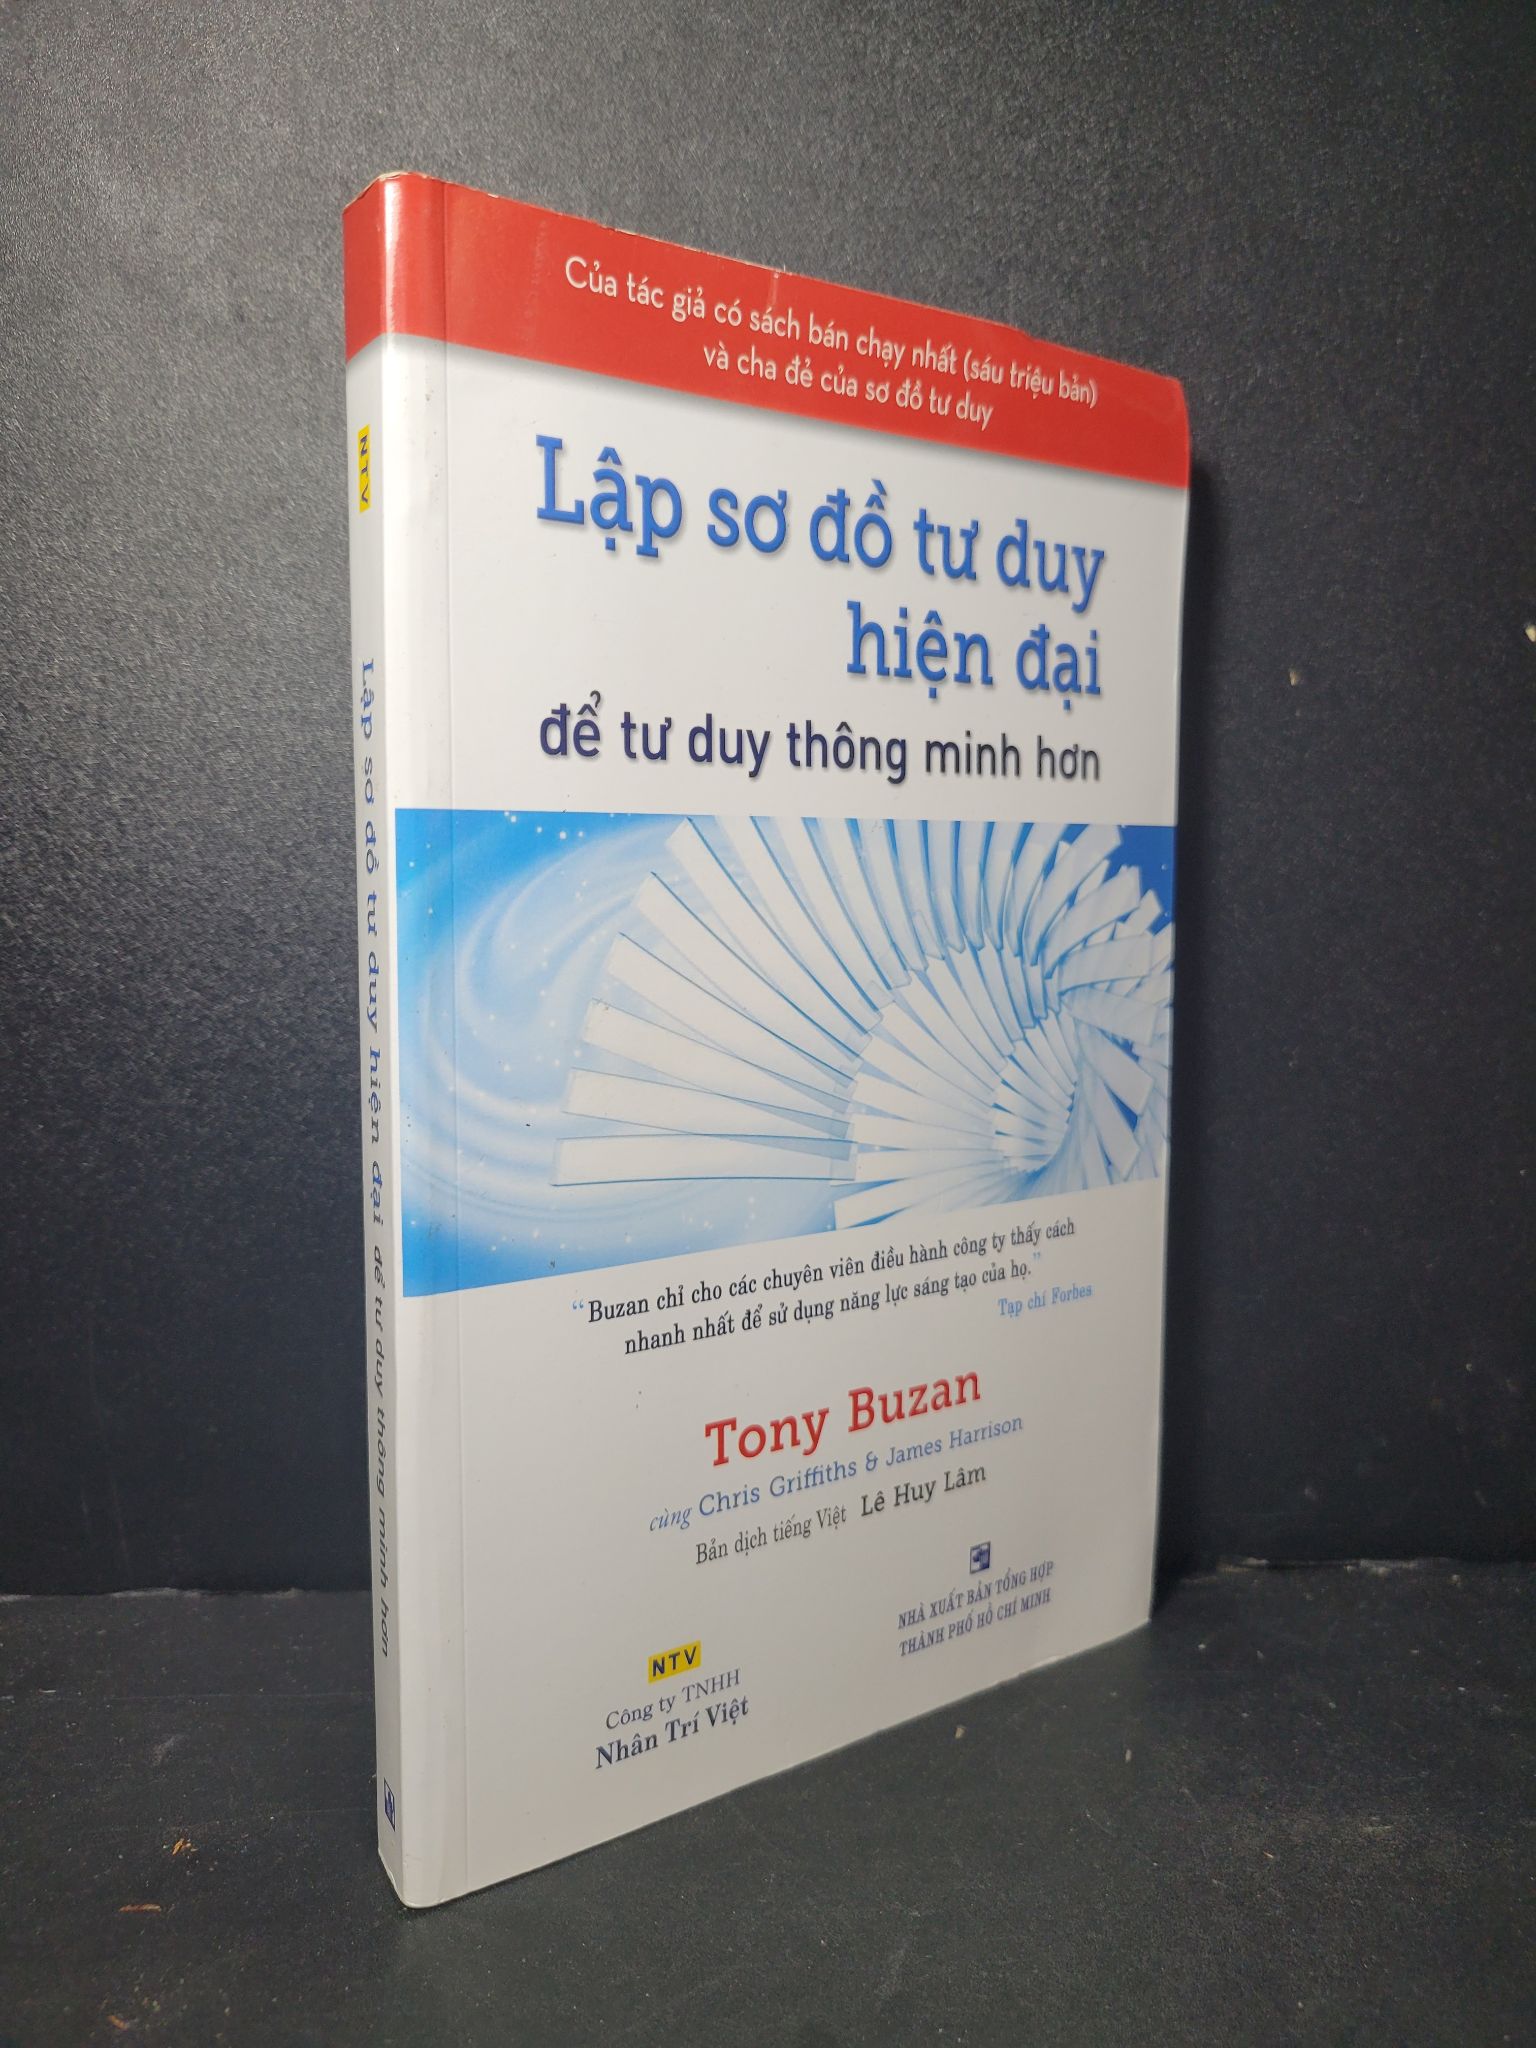 Của tác giả có sách bán chạy nhất (sáu triệu bản)
và cha đẻ của sơ đồ tư duy
Lập sơ đồ tư duy
hiện đại
để tư duy thông minh hơn
“Buzan chỉ cho các chuyên viên điều hành công ty thấy cách
nhanh nhất để sử dụng năng lực sáng tạo của họ.”
Tạp chí Forbes
Tony Buzan
cùng Chris Griffiths & James Harrison
Bản dịch tiếng Việt Lê Huy Lâm
NHÀ XUẤT BẢN TỔNG HỢP
THÀNH PHỐ HỒ CHÍ MINH
NTV
Công ty TNHH
Nhân Trí Việt
NTV
Lập sơ đồ tư duy hiện đại để tư duy thông minh hơn